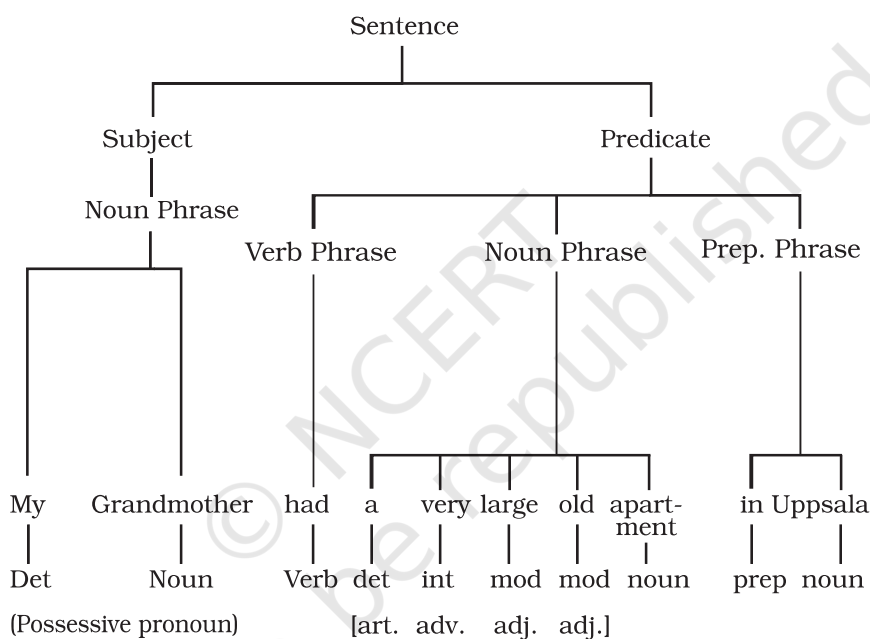 Sentence
Subject Predicate
Noun Phrase
Verb Phrase Noun Phrase Prep. Phrase
My Grandmother had a very large old apart-
ment
in Uppsala
Det Noun Verb det int mod mod noun prep noun
(Possessive pronoun) [art. adv. adj. adj.]
© NCERT
be republished